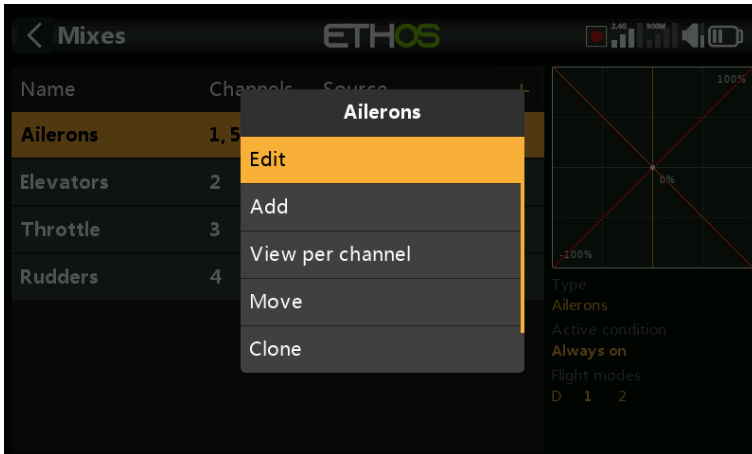 Mixes
ETHOS
2.4G
900M
Name Channels Source +
Ailerons 1, 5
Elevators 2
Throttle 3
Rudders 4
Ailerons
Edit
Add
View per channel
Move
Clone
100%
0%
-100%
Type
Ailerons
Active condition
Always on
Flight modes
D 1 2